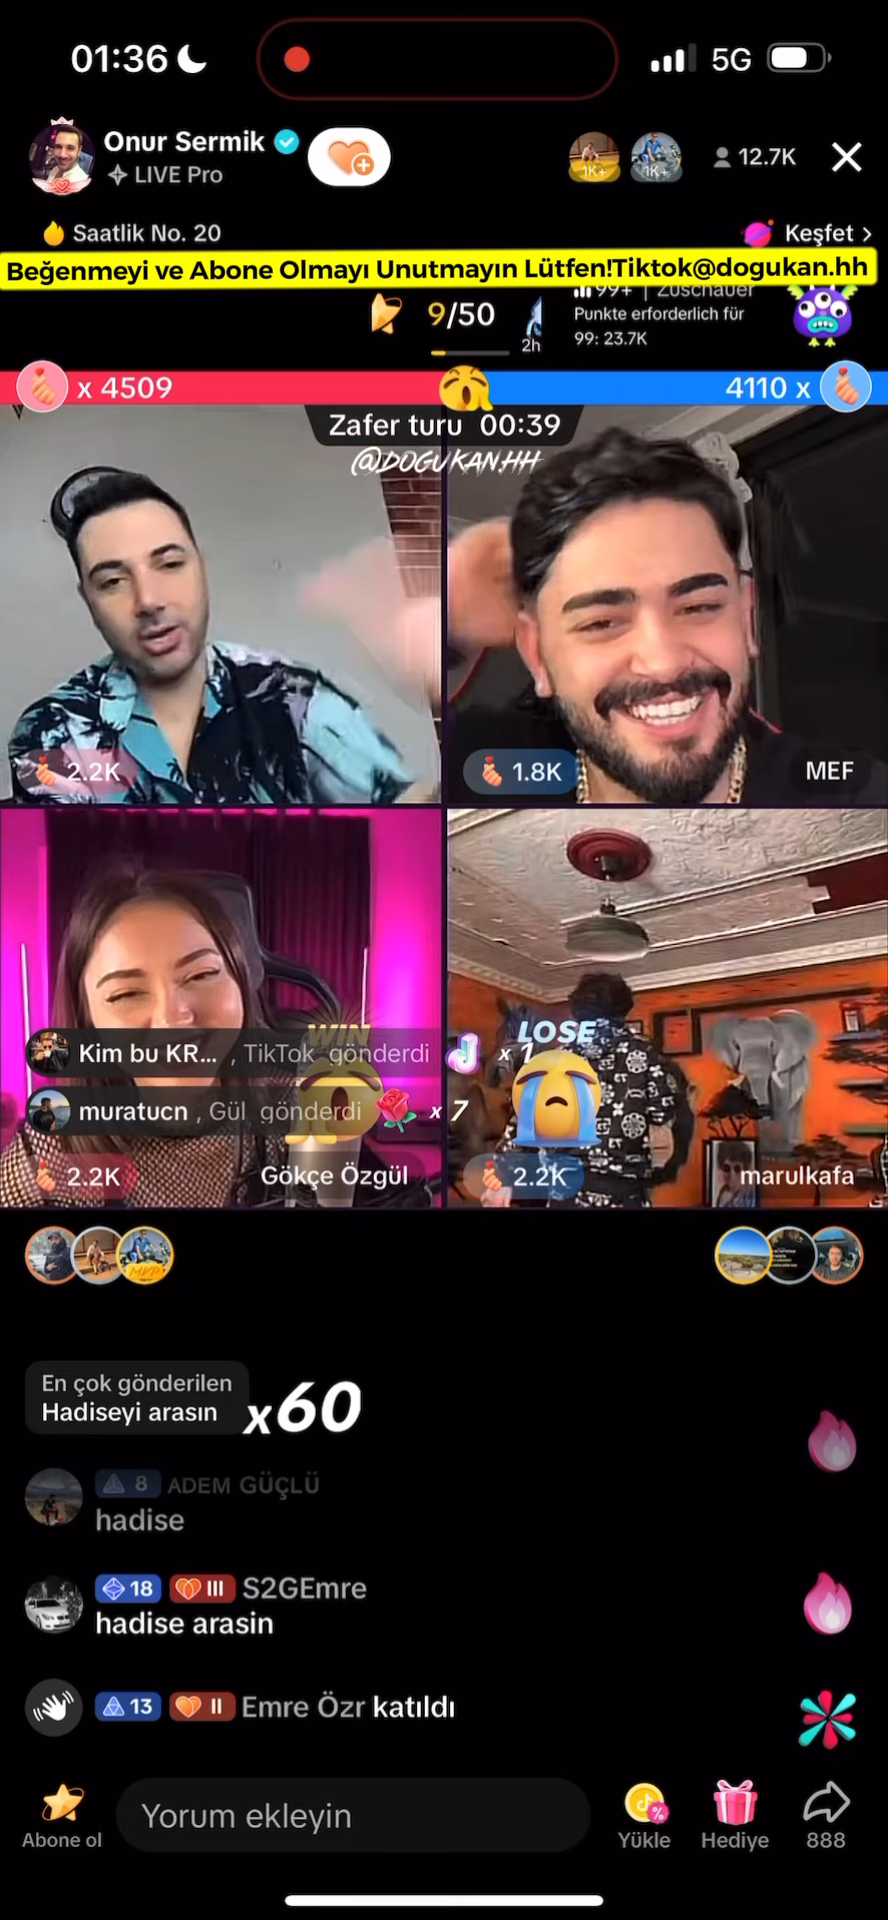 01:36
5G
Onur Sermik
LIVE Pro
1K+
1K+
12.7K
Saatlik No. 20
Keşfet >
Beğenmeyi ve Abone Olmayı Unutmayın Lütfen!Tiktok@dogukan.hh
99+ | Zuschauer
9/50
2h
Punkte erforderlich für
99: 23.7K
x 4509
4110 x
Zafer turu 00:39
@DOGUKAN.HH
2.2K
1.8K
MEF
WIN
LOSE
Kim bu KR... , TikTok gönderdi x 1
muratucn , Gül gönderdi x 7
2.2K
Gökçe Özgül
2.2K
marulkafa
En çok gönderilen
Hadiseyi arasın
x60
8 ADEM GÜÇLÜ
hadise
18 III S2GEmre
hadise arasin
13 II Emre Özr katıldı
Abone ol
Yorum ekleyin
Yükle
Hediye
888